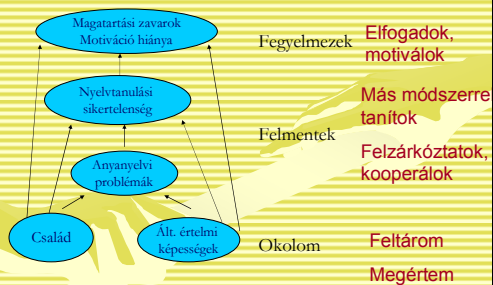 Magatartási zavarok
Motiváció hiánya
Fegyelmezek
Elfogadok,
motiválok
Nyelvtanulási
sikertelenség
Más módszerrel
tanítok
Felmentek
Anyanyelvi
problémák
Felzárkóztatok,
kooperálok
Család
Ált. értelmi
képességek
Okolom
Feltárom
Megértem